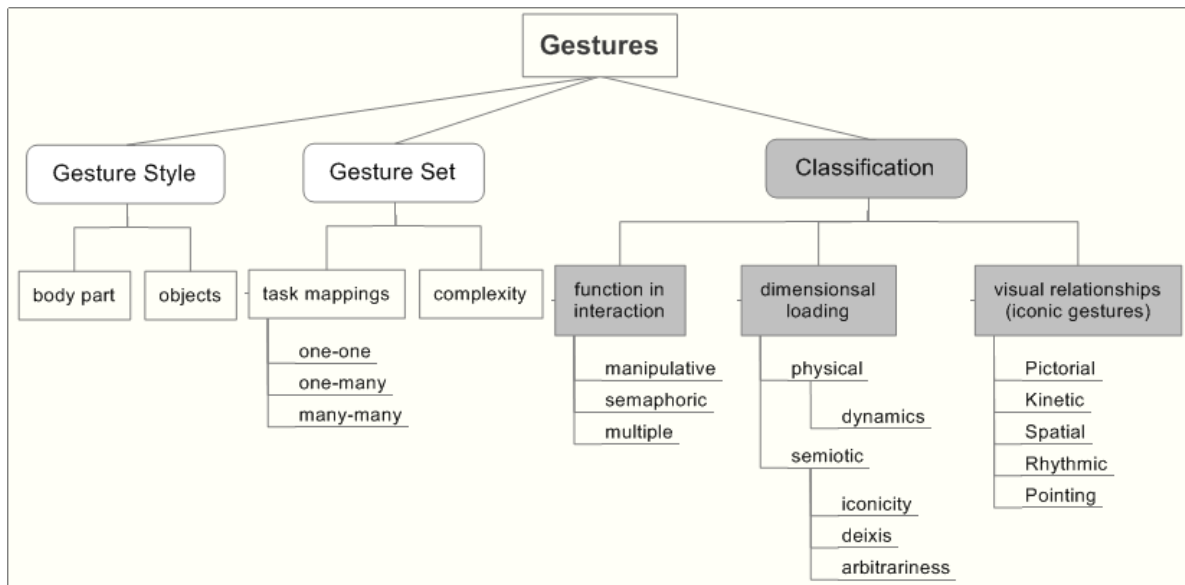 Gestures
Gesture Style
Gesture Set
Classification
body part
objects
task mappings
complexity
function in
interaction
dimensionsal
loading
visual relationships
(iconic gestures)
one-one
one-many
many-many
manipulative
semaphoric
multiple
physical
dynamics
semiotic
iconicity
deixis
arbitrariness
Pictorial
Kinetic
Spatial
Rhythmic
Pointing